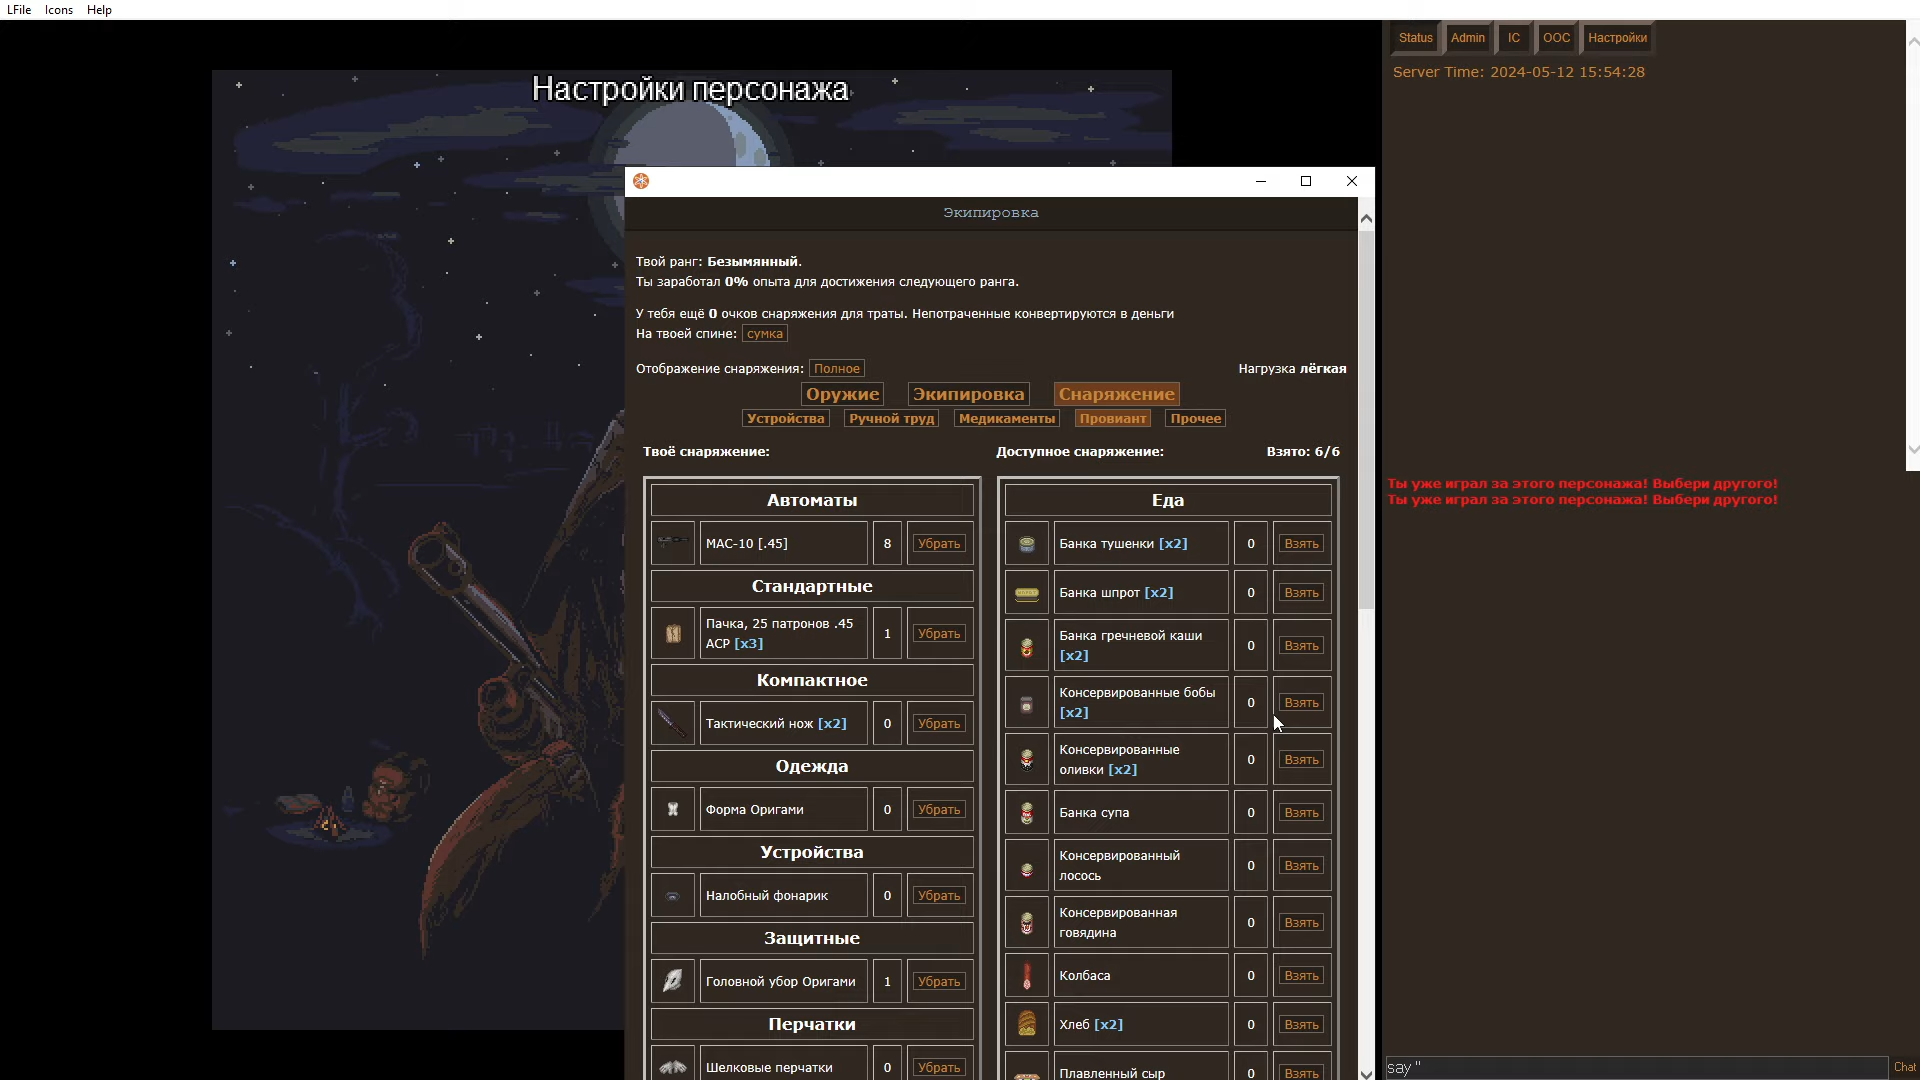 LFile Icons Help
Status Admin IC OOC Настройки
Server Time: 2024-05-12 15:54:28
Настройки персонажа
Экипировка
Твой ранг: Безымянный.
Ты заработал 0% опыта для достижения следующего ранга.
У тебя ещё 0 очков снаряжения для траты. Непотраченные конвертируются в деньги
На твоей спине: сумка
Отображение снаряжения: Полное
Нагрузка лёгкая
Оружие Экипировка Снаряжение
Устройства Ручной труд Медикаменты Провиант Прочее
Твоё снаряжение:
Автоматы
MAC-10 [.45] 8 Убрать
Стандартные
Пачка, 25 патронов .45
ACP [x3] 1 Убрать
Компактное
Тактический нож [x2] 0 Убрать
Одежда
Форма Оригами 0 Убрать
Устройства
Налобный фонарик 0 Убрать
Защитные
Головной убор Оригами 1 Убрать
Перчатки
Шелковые перчатки 0 Убрать
Доступное снаряжение: Взято: 6/6
Еда
Банка тушенки [x2] 0 Взять
Банка шпрот [x2] 0 Взять
Банка гречневой каши
[x2] 0 Взять
Консервированные бобы
[x2] 0 Взять
Консервированные
оливки [x2] 0 Взять
Банка супа 0 Взять
Консервированный
лосось 0 Взять
Консервированная
говядина 0 Взять
Колбаса 0 Взять
Хлеб [x2] 0 Взять
Плавленный сыр 0 Взять
Ты уже играл за этого персонажа! Выбери другого!
Ты уже играл за этого персонажа! Выбери другого!
say " Chat